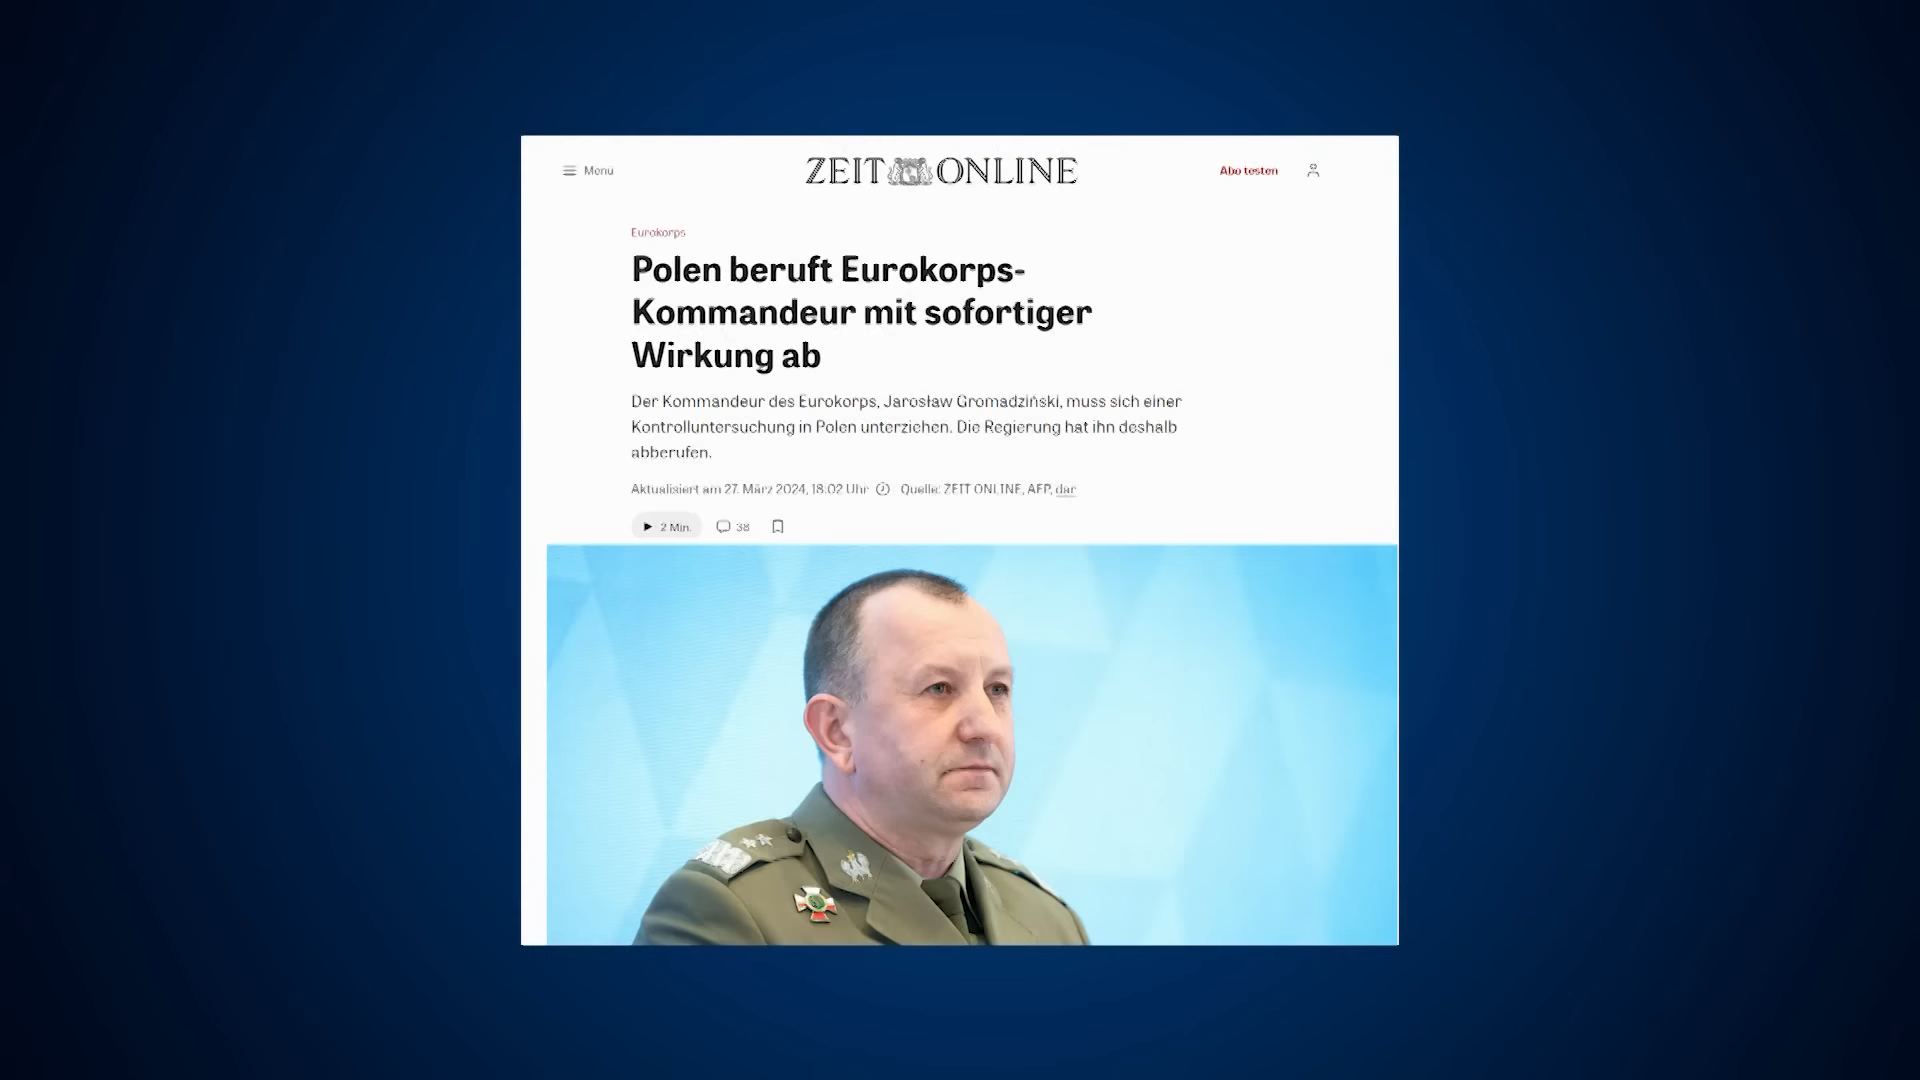 Menü
ZEIT ONLINE
Abo testen
Eurokorps
Polen beruft Eurokorps-
Kommandeur mit sofortiger
Wirkung ab
Der Kommandeur des Eurokorps, Jarosław Gromadziński, muss sich einer
Kontrolluntersuchung in Polen unterziehen. Die Regierung hat ihn deshalb
abberufen.
Aktualisiert am 27. März 2024, 18:02 Uhr Quelle: ZEIT ONLINE, AFP, dar
2 Min. 38